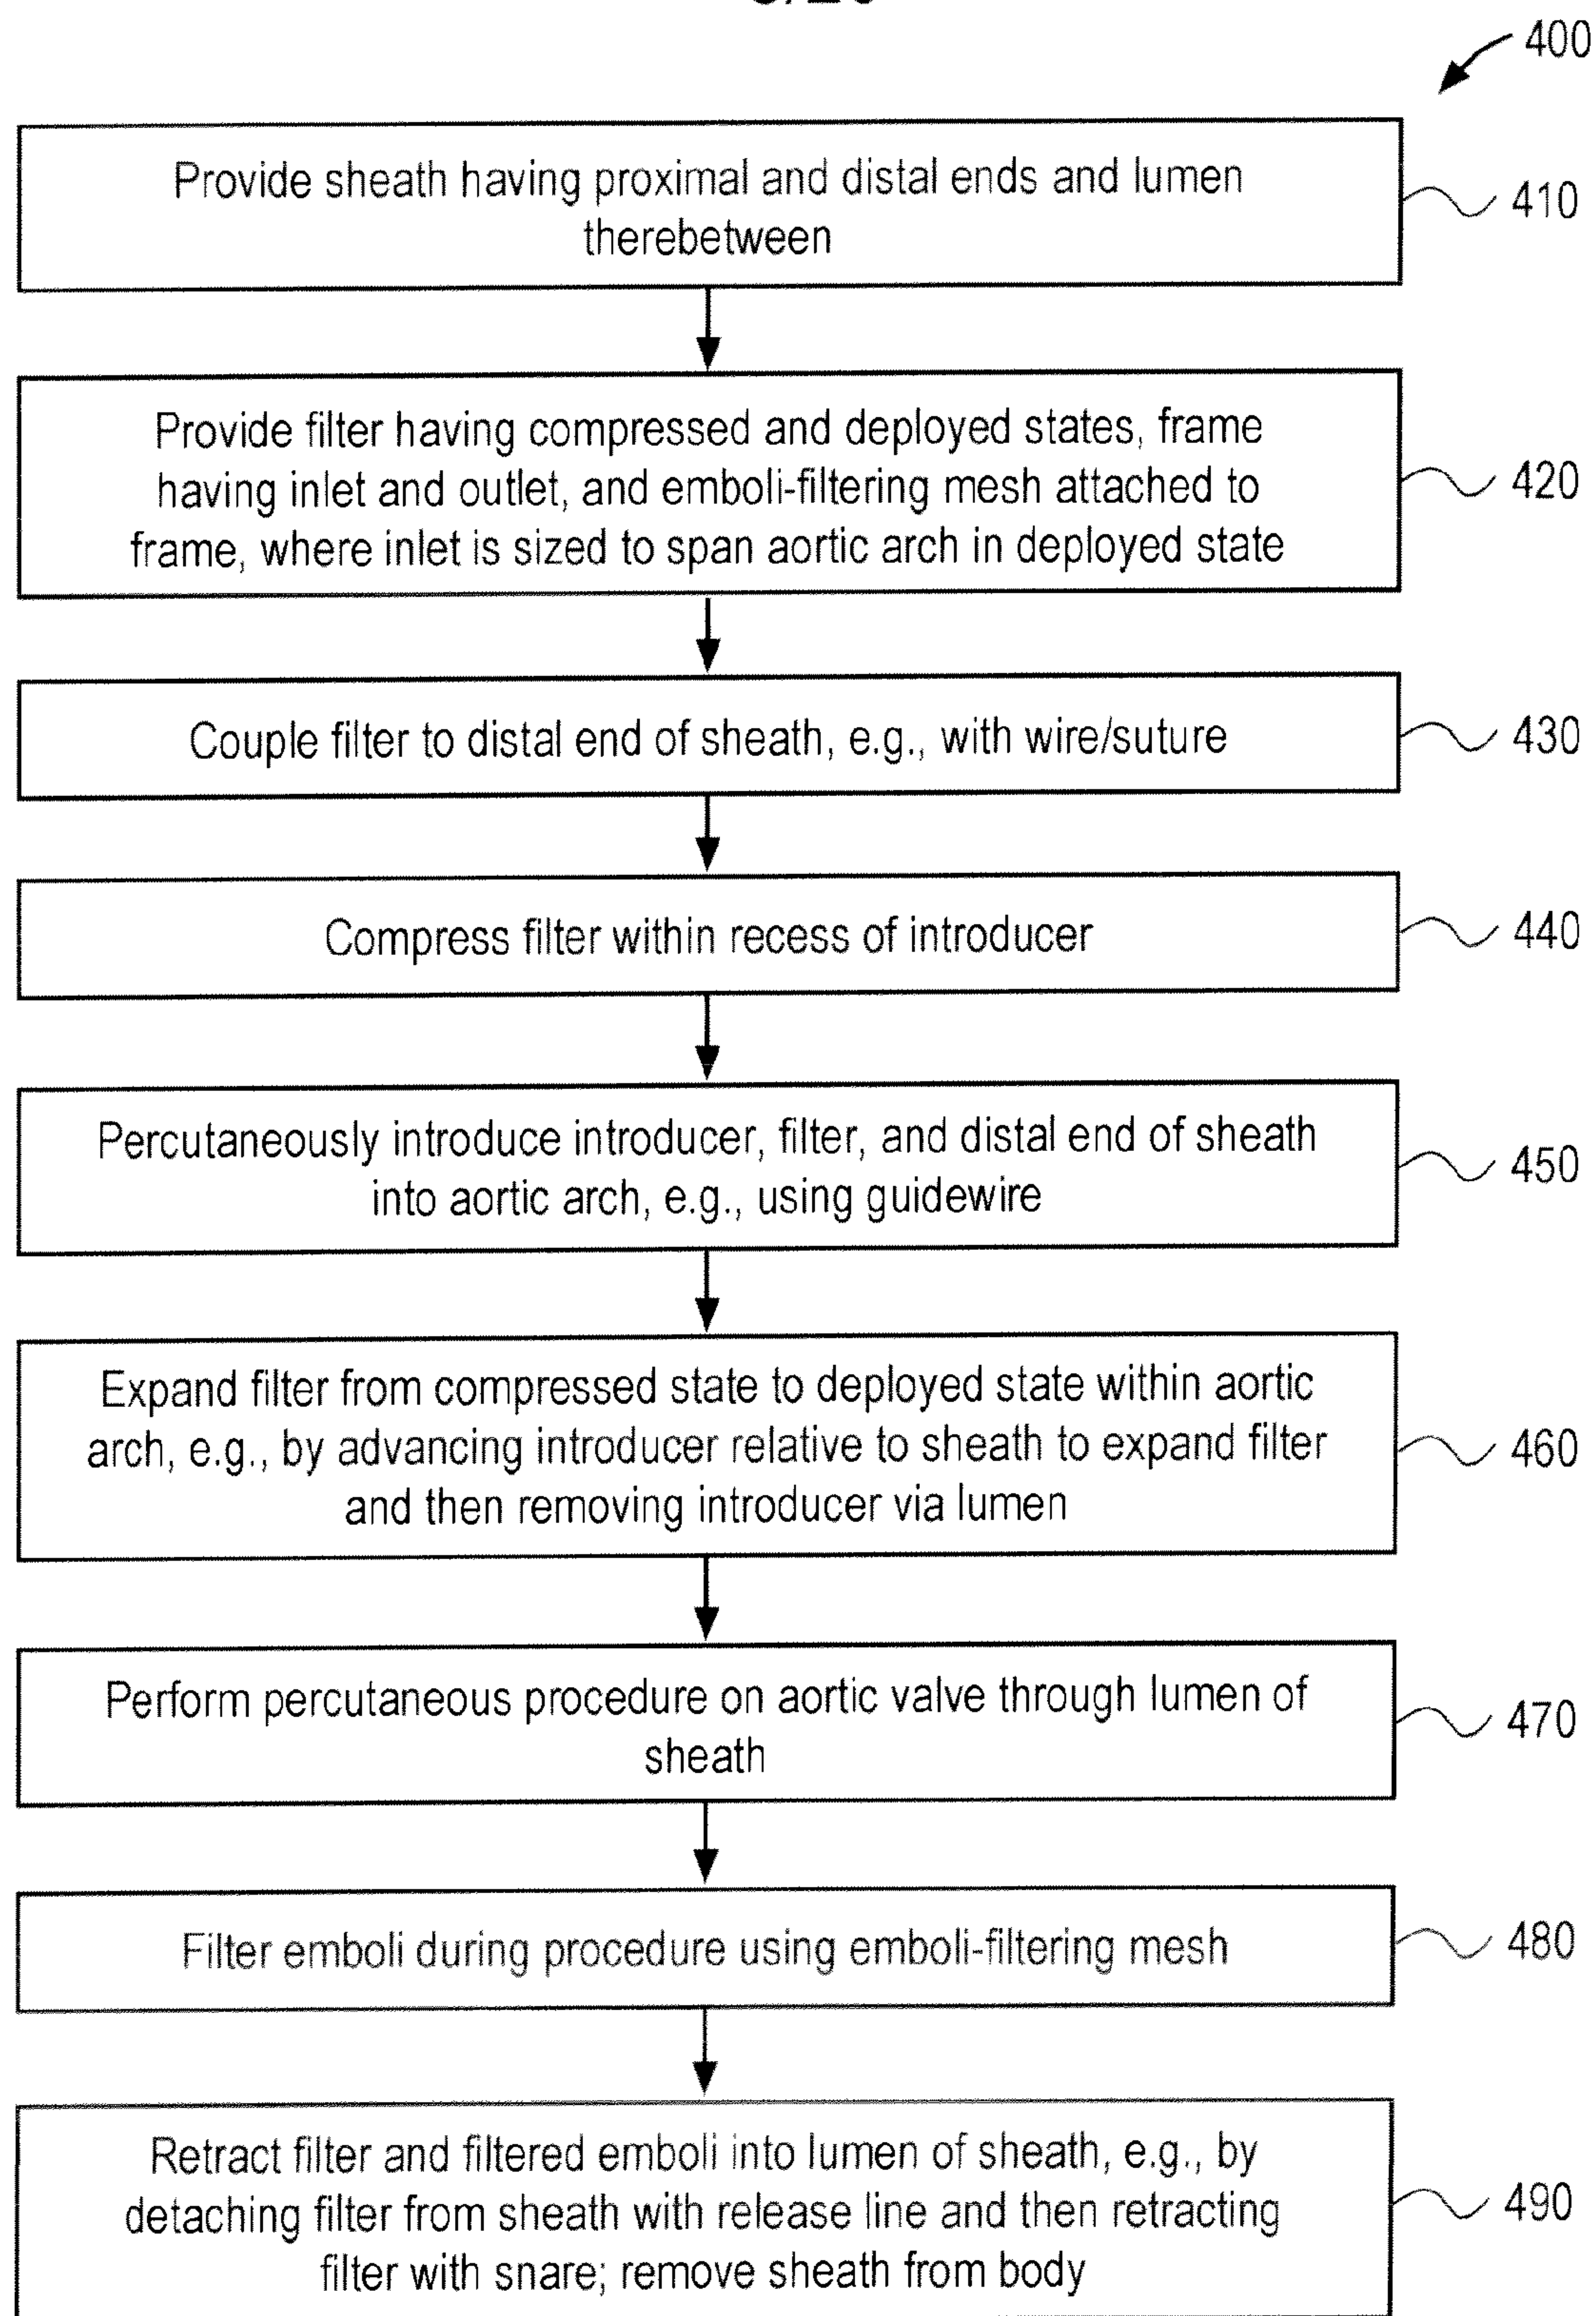 400
Provide sheath having proximal and distal ends and lumen
therebetween
410
Provide filter having compressed and deployed states, frame
having inlet and outlet, and emboli-filtering mesh attached to
frame, where inlet is sized to span aortic arch in deployed state
420
Couple filter to distal end of sheath, e.g., with wire/suture
430
Compress filter within recess of introducer
440
Percutaneously introduce introducer, filter, and distal end of sheath
into aortic arch, e.g., using guidewire
450
Expand filter from compressed state to deployed state within aortic
arch, e.g., by advancing introducer relative to sheath to expand filter
and then removing introducer via lumen
460
Perform percutaneous procedure on aortic valve through lumen of
sheath
470
Filter emboli during procedure using emboli-filtering mesh
480
Retract filter and filtered emboli into lumen of sheath, e.g., by
detaching filter from sheath with release line and then retracting
filter with snare; remove sheath from body
490